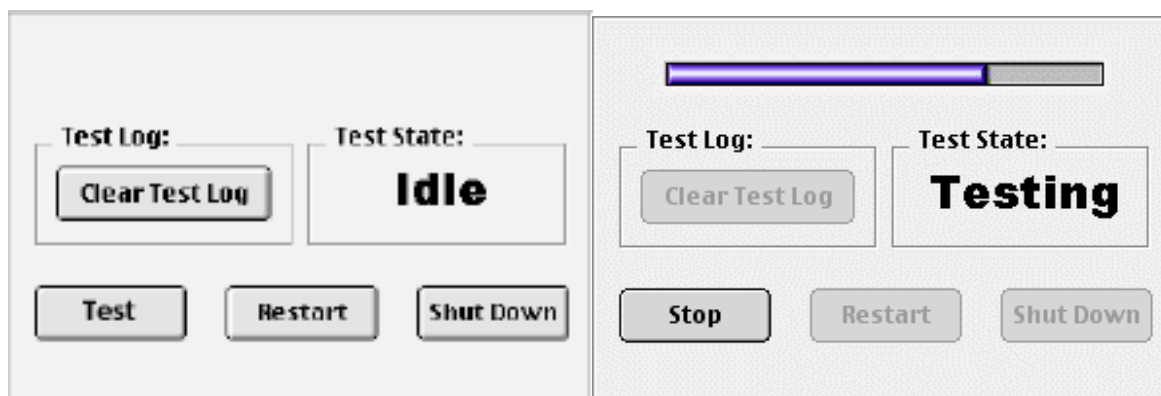 Test Log:
Test State:
Clear Test Log
Idle
Test
Restart
Shut Down
Test Log:
Test State:
Clear Test Log
Testing
Stop
Restart
Shut Down